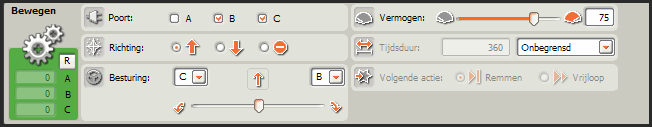 Bewegen
Poort: A B C
Vermogen: 75
Richting:
Tijdsduur: 360 Onbegrensd
R
0 A
0 B
0 C
Besturing: C B
Volgende actie: Remmen Vrijloop